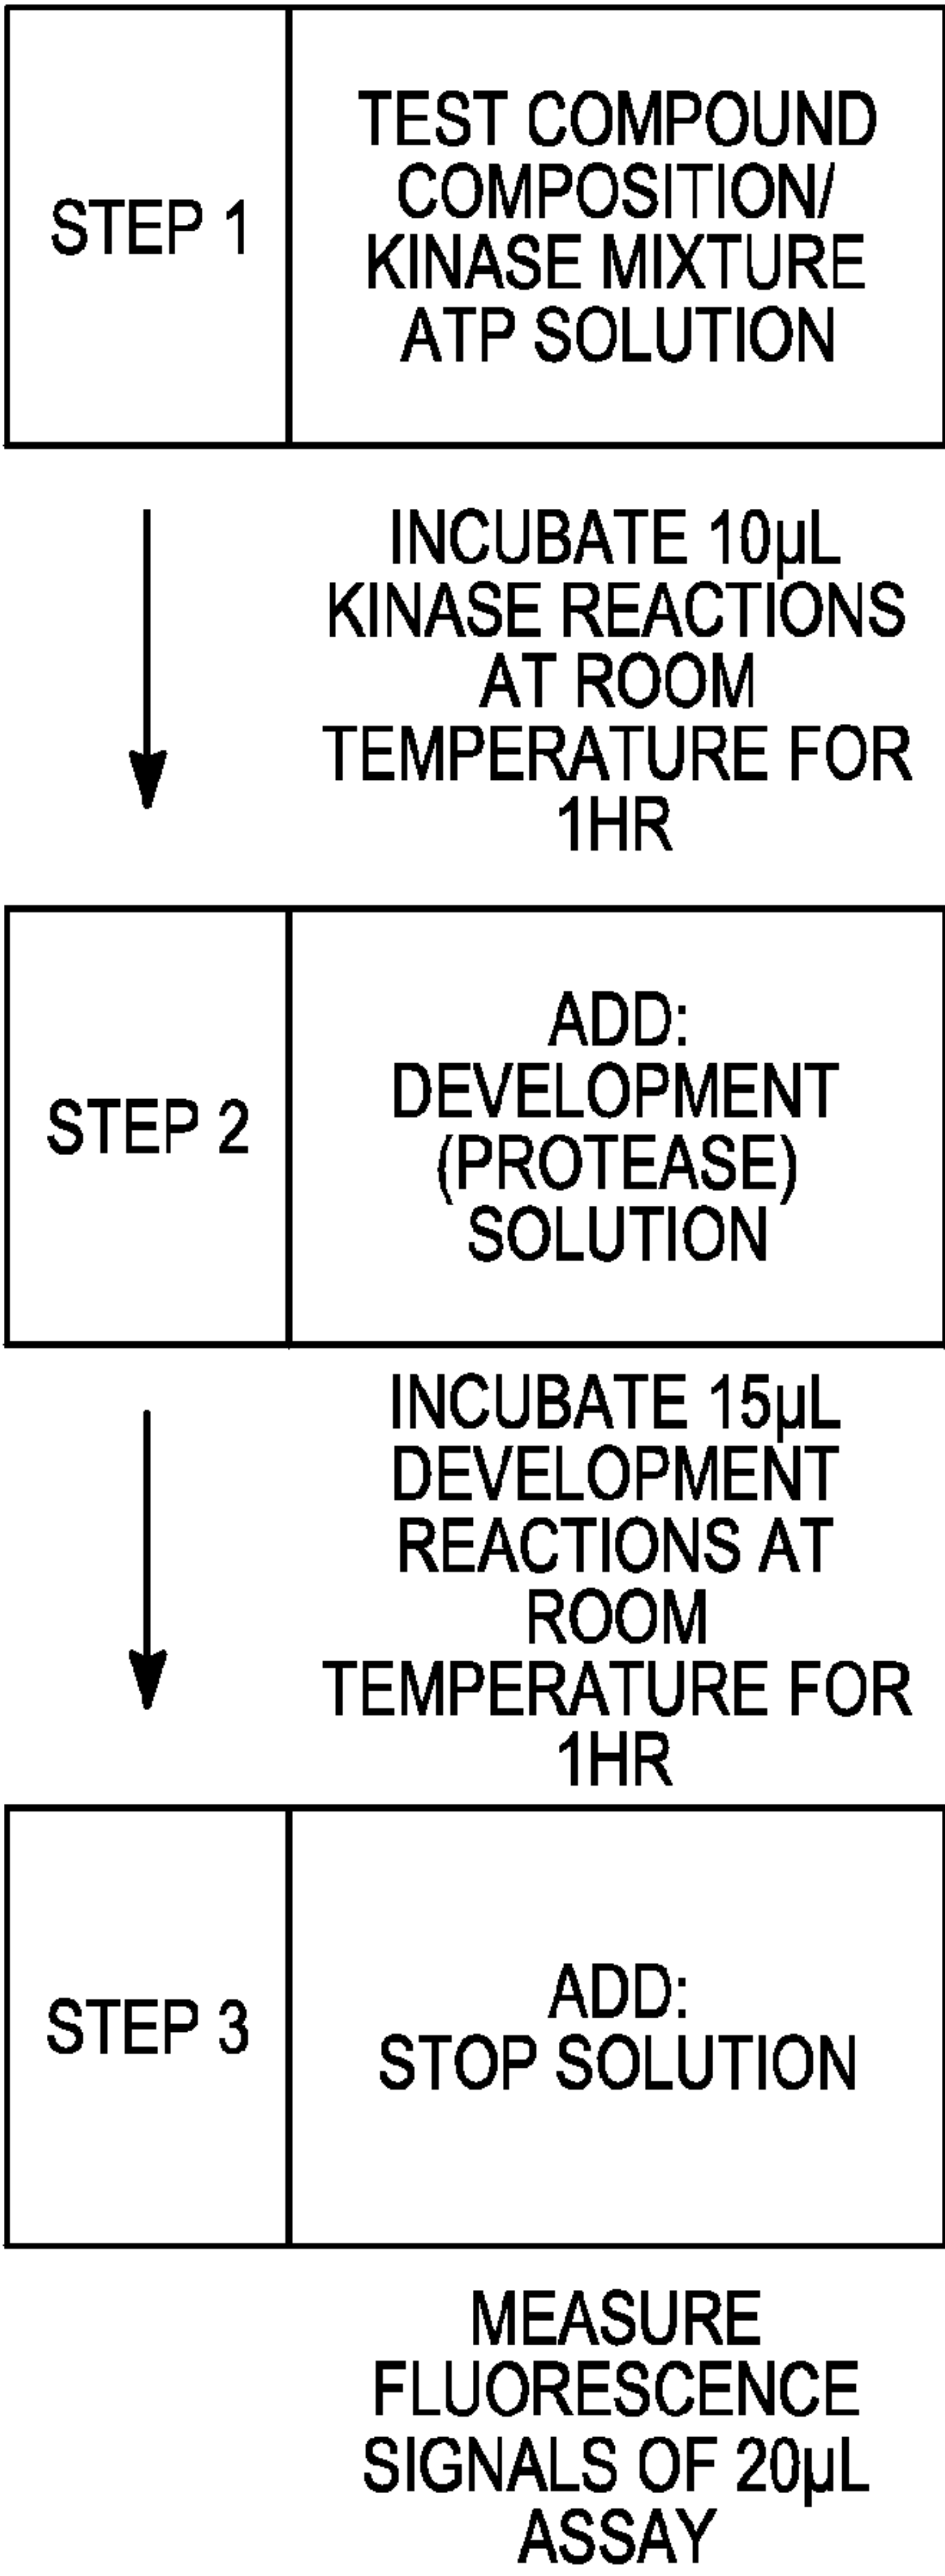 STEP 1
TEST COMPOUND
COMPOSITION/
KINASE MIXTURE
ATP SOLUTION
INCUBATE 10µL
KINASE REACTIONS
AT ROOM
TEMPERATURE FOR
1HR
STEP 2
ADD:
DEVELOPMENT
(PROTEASE)
SOLUTION
INCUBATE 15µL
DEVELOPMENT
REACTIONS AT
ROOM
TEMPERATURE FOR
1HR
STEP 3
ADD:
STOP SOLUTION
MEASURE
FLUORESCENCE
SIGNALS OF 20µL
ASSAY